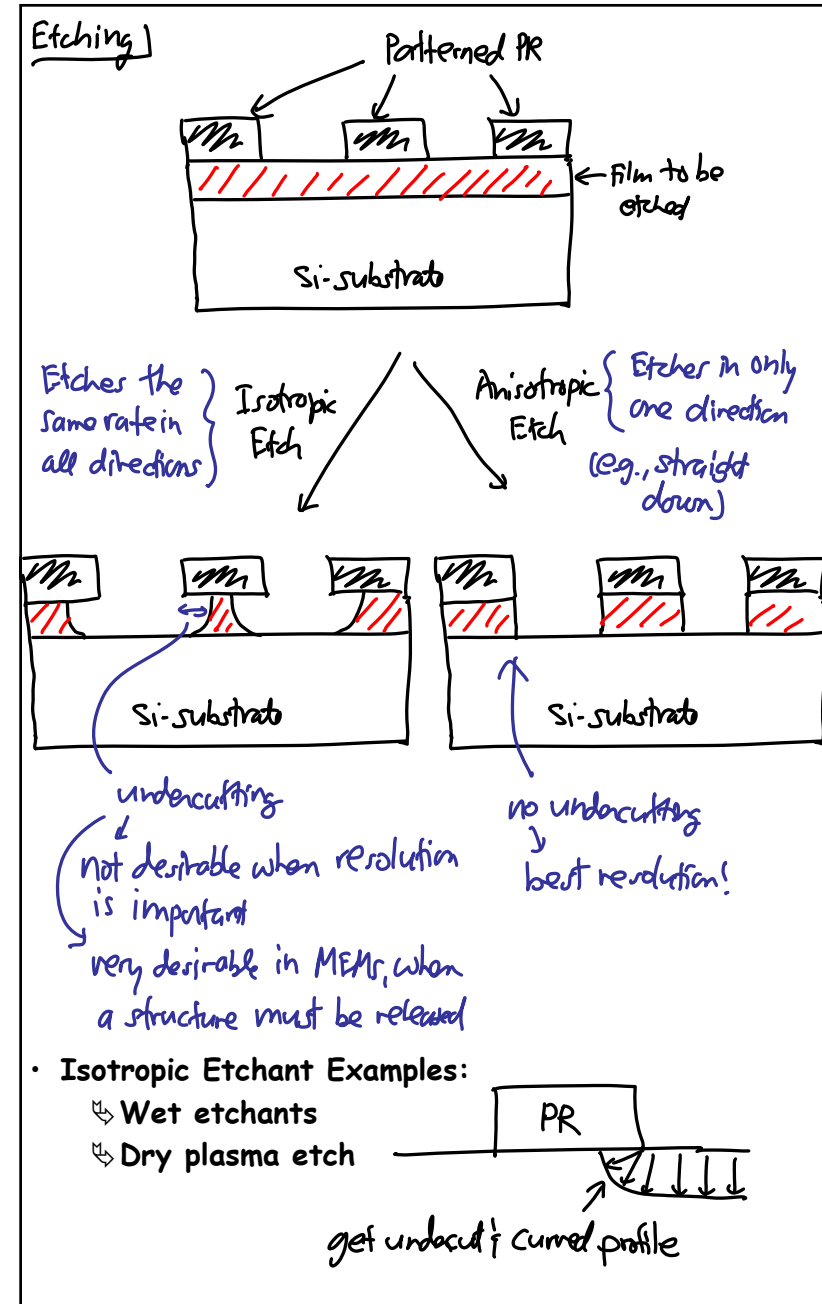 Etching
Patterned PR
Film to be
etched
Si-substrate
Etches the
same rate in
all directions
Isotropic
Etch
Anisotropic
Etch
Etches in only
one direction
(e.g., straight
down)
Si-substrate
Si-substrate
undercutting
not desirable when resolution
is important
very desirable in MEMs, when
a structure must be released
no undercutting
best resolution!
• Isotropic Etchant Examples:
↳ Wet etchants
↳ Dry plasma etch
PR
get undercut & curved profile